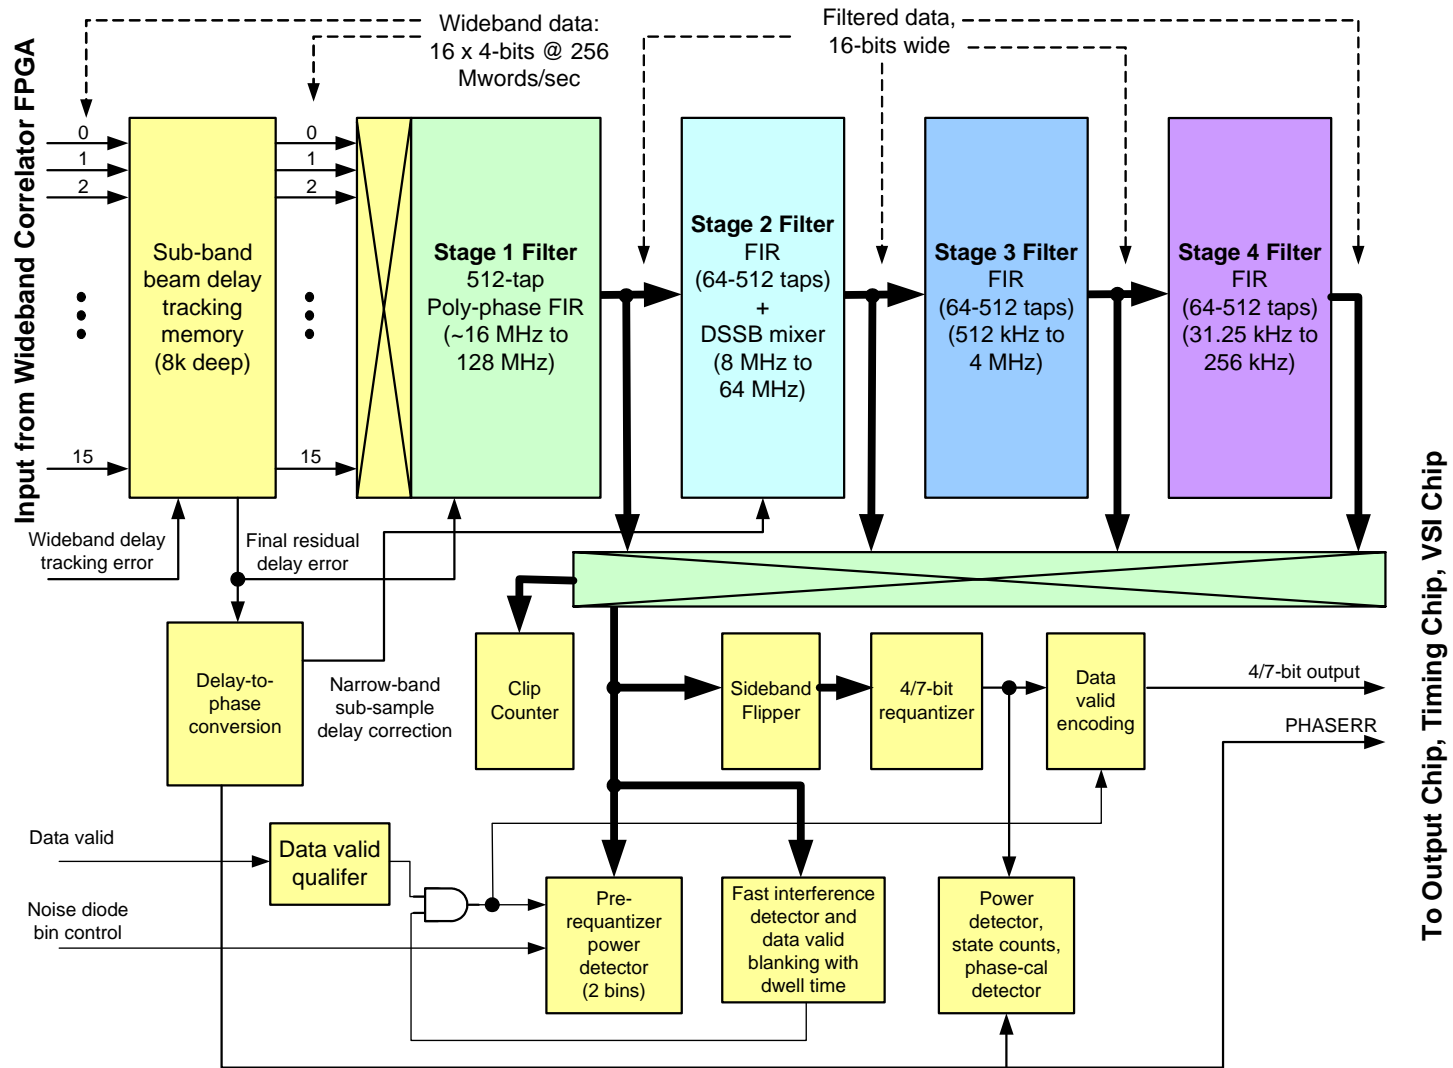 Wideband data:
16 x 4-bits @ 256
Mwords/sec
Filtered data,
16-bits wide
Input from Wideband Correlator FPGA
0
1
2
15
0
1
2
15
Sub-band
beam delay
tracking
memory
(8k deep)
Stage 1 Filter
512-tap
Poly-phase FIR
(~16 MHz to
128 MHz)
Stage 2 Filter
FIR
(64-512 taps)
+
DSSB mixer
(8 MHz to
64 MHz)
Stage 3 Filter
FIR
(64-512 taps)
(512 kHz to
4 MHz)
Stage 4 Filter
FIR
(64-512 taps)
(31.25 kHz to
256 kHz)
Wideband delay
tracking error
Final residual
delay error
Delay-to-
phase
conversion
Narrow-band
sub-sample
delay correction
Clip
Counter
Sideband
Flipper
4/7-bit
requantizer
Data
valid
encoding
4/7-bit output
PHASERR
To Output Chip, Timing Chip, VSI Chip
Data valid
Data valid
qualifer
Noise diode
bin control
Pre-
requantizer
power
detector
(2 bins)
Fast interference
detector and
data valid
blanking with
dwell time
Power
detector,
state counts,
phase-cal
detector